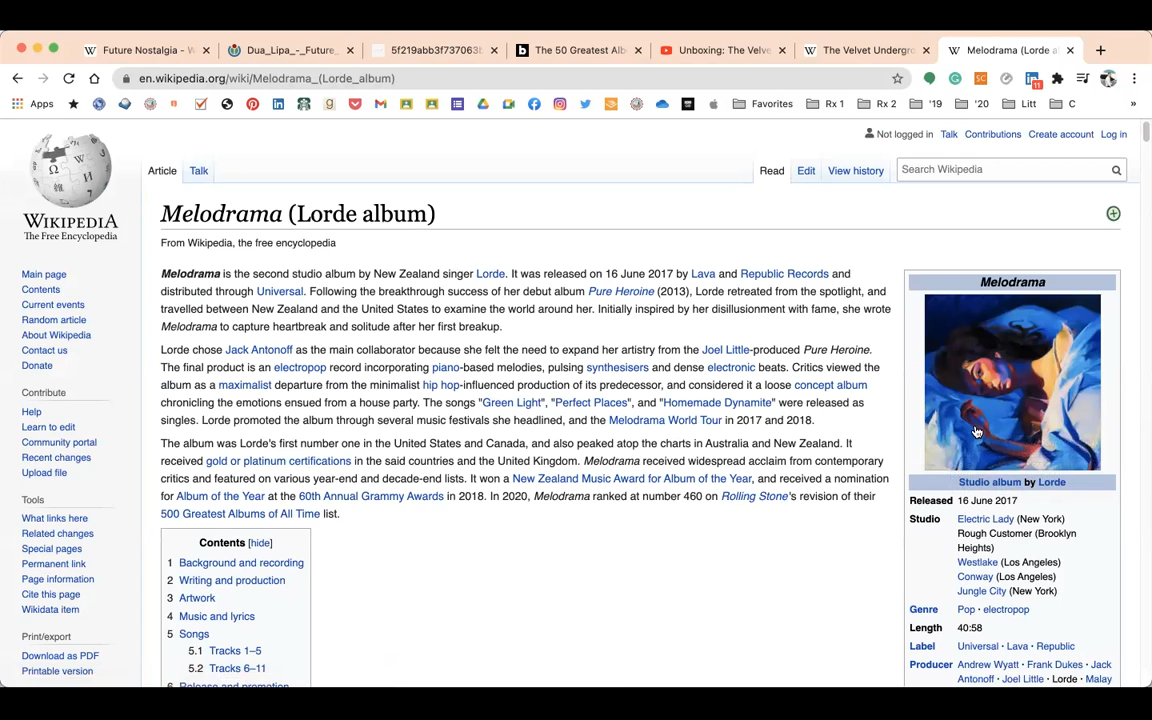 Future Nostalgia - W
Dua_Lipa_-_Future_
5f219abb3f737063
The 50 Greatest Alb
Unboxing: The Velve
The Velvet Undergro
Melodrama (Lorde al
en.wikipedia.org/wiki/Melodrama_(Lorde_album)
SC
11
Apps
Favorites
Rx 1
Rx 2
'19
'20
Litt
C
Not logged in Talk Contributions Create account Log in
Article Talk
Read Edit View history
Search Wikipedia
WIKIPEDIA
The Free Encyclopedia
Main page
Contents
Current events
Random article
About Wikipedia
Contact us
Donate
Contribute
Help
Learn to edit
Community portal
Recent changes
Upload file
Tools
What links here
Related changes
Special pages
Permanent link
Page information
Cite this page
Wikidata item
Print/export
Download as PDF
Printable version
Melodrama (Lorde album)
From Wikipedia, the free encyclopedia
Melodrama is the second studio album by New Zealand singer Lorde. It was released on 16 June 2017 by Lava and Republic Records and
distributed through Universal. Following the breakthrough success of her debut album Pure Heroine (2013), Lorde retreated from the spotlight, and
travelled between New Zealand and the United States to examine the world around her. Initially inspired by her disillusionment with fame, she wrote
Melodrama to capture heartbreak and solitude after her first breakup.
Lorde chose Jack Antonoff as the main collaborator because she felt the need to expand her artistry from the Joel Little-produced Pure Heroine.
The final product is an electropop record incorporating piano-based melodies, pulsing synthesisers and dense electronic beats. Critics viewed the
album as a maximalist departure from the minimalist hip hop-influenced production of its predecessor, and considered it a loose concept album
chronicling the emotions ensued from a house party. The songs "Green Light", "Perfect Places", and "Homemade Dynamite" were released as
singles. Lorde promoted the album through several music festivals she headlined, and the Melodrama World Tour in 2017 and 2018.
The album was Lorde's first number one in the United States and Canada, and also peaked atop the charts in Australia and New Zealand. It
received gold or platinum certifications in the said countries and the United Kingdom. Melodrama received widespread acclaim from contemporary
critics and featured on various year-end and decade-end lists. It won a New Zealand Music Award for Album of the Year, and received a nomination
for Album of the Year at the 60th Annual Grammy Awards in 2018. In 2020, Melodrama ranked at number 460 on Rolling Stone's revision of their
500 Greatest Albums of All Time list.
Contents [hide]
1 Background and recording
2 Writing and production
3 Artwork
4 Music and lyrics
5 Songs
5.1 Tracks 1–5
5.2 Tracks 6–11
6 Release and promotion
Melodrama
Studio album by Lorde
Released 16 June 2017
Studio Electric Lady (New York)
Rough Customer (Brooklyn
Heights)
Westlake (Los Angeles)
Conway (Los Angeles)
Jungle City (New York)
Genre Pop · electropop
Length 40:58
Label Universal · Lava · Republic
Producer Andrew Wyatt · Frank Dukes · Jack
Antonoff · Joel Little · Lorde · Malay